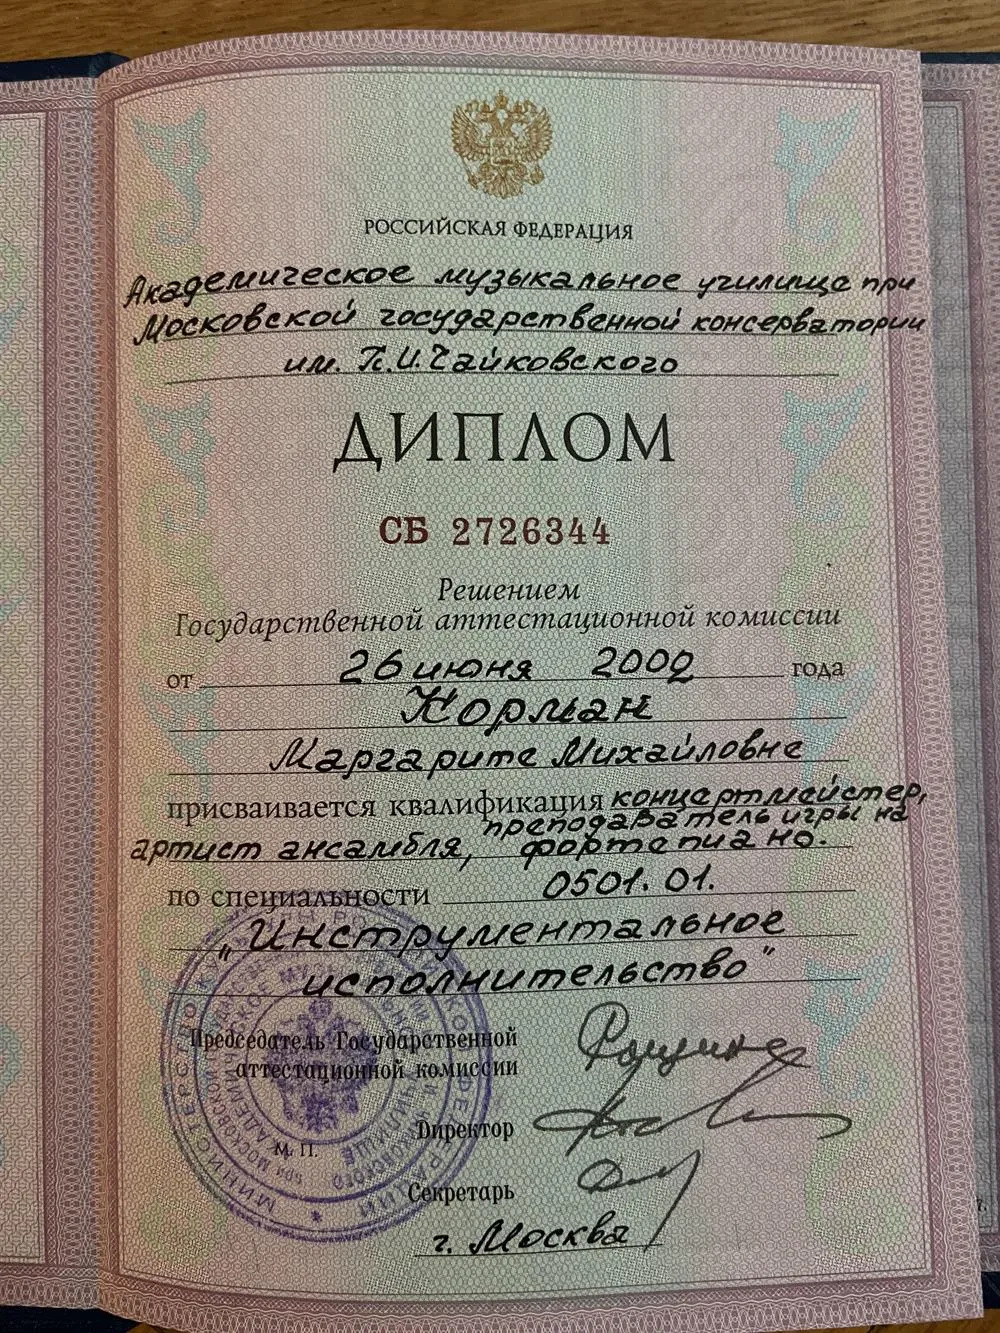 РОССИЙСКАЯ ФЕДЕРАЦИЯ
Академическое музыкальное училище при
Московской государственной консерватории
им. П.И.Чайковского
ДИПЛОМ
СБ 2726344
Решением
Государственной аттестационной комиссии
от 26 июня 2002 года
Корман
Маргарите Михайловне
присваивается квалификация концертмейстер,
артист ансамбля, преподаватель игры на
фортепиано.
по специальности 0501.01.
„Инструментальное
исполнительство"
Председатель Государственной
аттестационной комиссии
Директор
М. П.
Секретарь
г. Москва